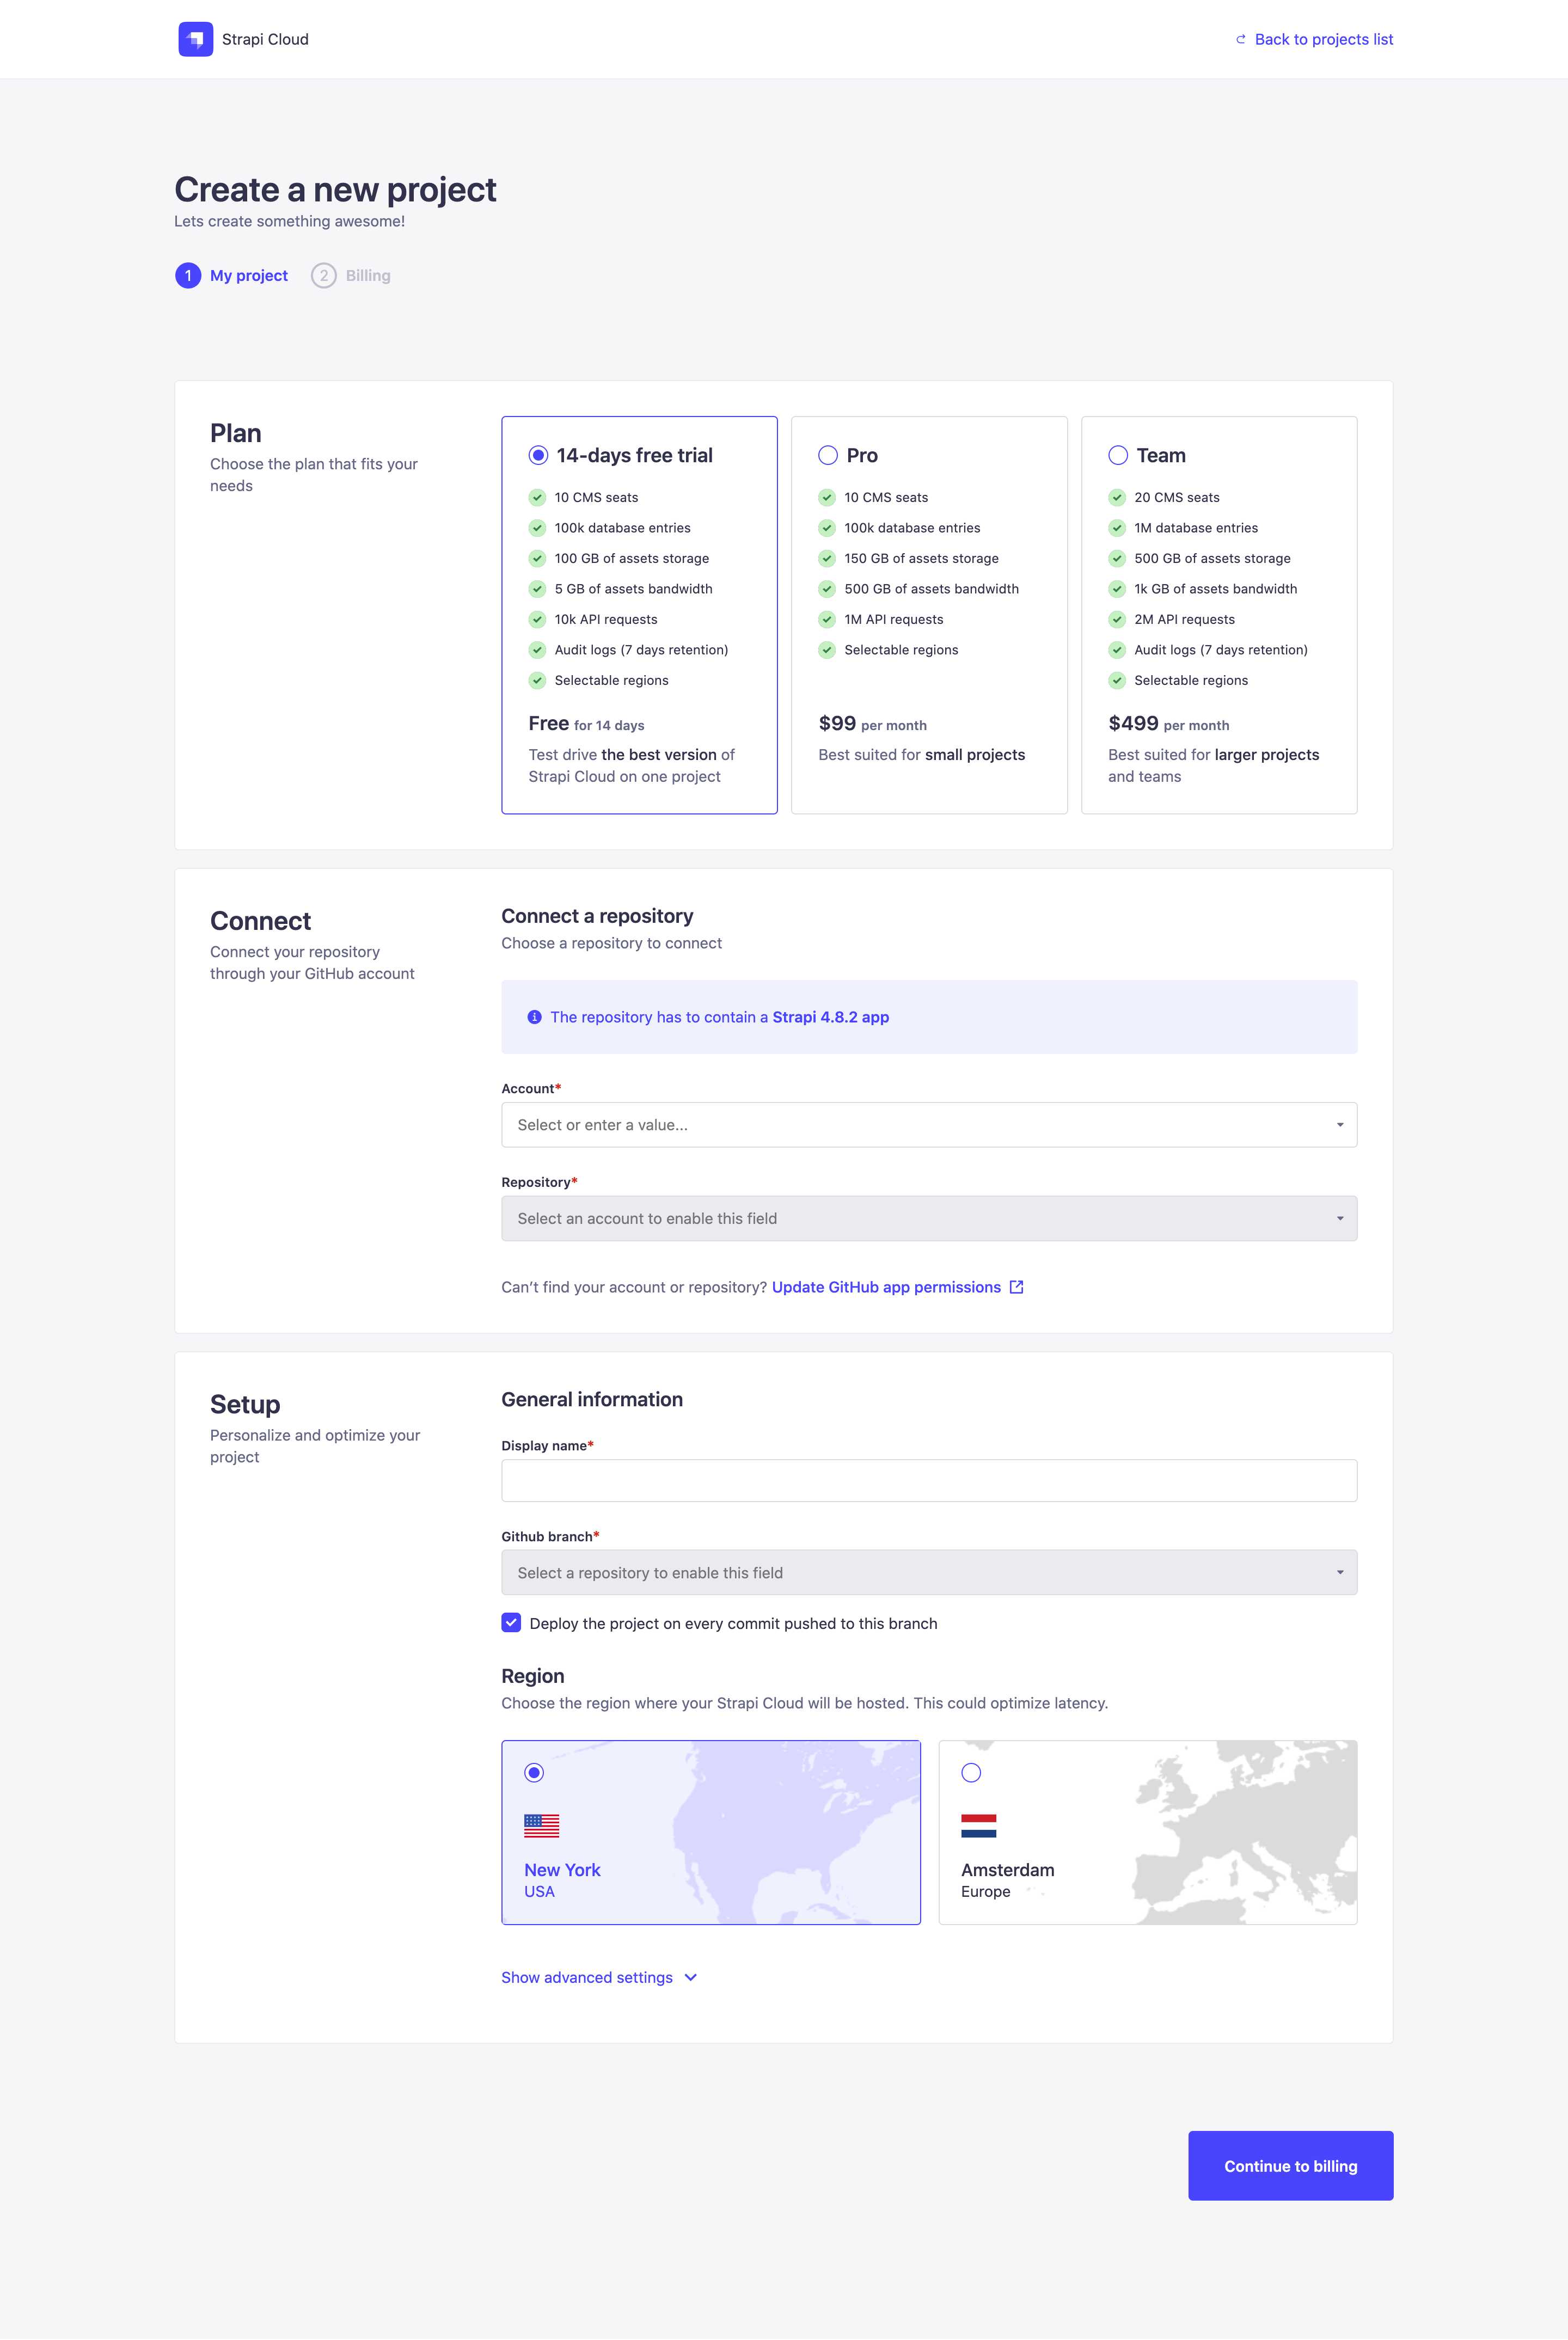 Strapi Cloud
Back to projects list
Create a new project
Lets create something awesome!
1 My project 2 Billing
Plan
Choose the plan that fits your
needs
14-days free trial
10 CMS seats
100k database entries
100 GB of assets storage
5 GB of assets bandwidth
10k API requests
Audit logs (7 days retention)
Selectable regions
Free for 14 days
Test drive the best version of
Strapi Cloud on one project
Pro
10 CMS seats
100k database entries
150 GB of assets storage
500 GB of assets bandwidth
1M API requests
Selectable regions
$99 per month
Best suited for small projects
Team
20 CMS seats
1M database entries
500 GB of assets storage
1k GB of assets bandwidth
2M API requests
Audit logs (7 days retention)
Selectable regions
$499 per month
Best suited for larger projects
and teams
Connect
Connect your repository
through your GitHub account
Connect a repository
Choose a repository to connect
The repository has to contain a Strapi 4.8.2 app
Account*
Select or enter a value...
Repository*
Select an account to enable this field
Can't find your account or repository? Update GitHub app permissions
Setup
Personalize and optimize your
project
General information
Display name*
Github branch*
Select a repository to enable this field
Deploy the project on every commit pushed to this branch
Region
Choose the region where your Strapi Cloud will be hosted. This could optimize latency.
New York
USA
Amsterdam
Europe
Show advanced settings
Continue to billing